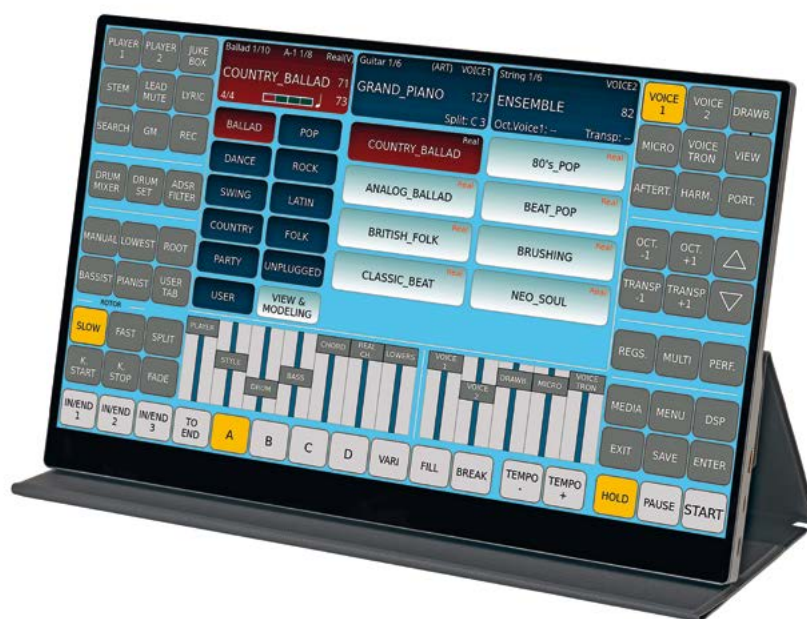 PLAYER 1
PLAYER 2
JUKE BOX
STEM
LEAD MUTE
LYRIC
SEARCH
GM
REC
DRUM MIXER
DRUM SET
ADSR FILTER
MANUAL
LOWEST
ROOT
BASSIST
PIANIST
USER TAB
ROTOR
SLOW
FAST
SPLIT
K. START
K. STOP
FADE
Ballad 1/10 A-1 1/8 Real(V)
COUNTRY_BALLAD 71
4/4 73
Guitar 1/6 (ART) VOICE1
GRAND_PIANO 127
Split: C 3
String 1/6 VOICE2
ENSEMBLE 82
Oct.Voice1: -- Transp: --
BALLAD
POP
DANCE
ROCK
SWING
LATIN
COUNTRY
FOLK
PARTY
UNPLUGGED
USER
VIEW & MODELING
Real
COUNTRY_BALLAD
Real
80's_POP
Real
ANALOG_BALLAD
Real
BEAT_POP
Real
BRITISH_FOLK
Real
BRUSHING
Real
CLASSIC_BEAT
Real
NEO_SOUL
PLAYER
STYLE
DRUM
BASS
CHORD
REAL CH.
LOWERS
VOICE 1
VOICE 2
DRAWB.
MICRO
VOICE TRON
VOICE 1
VOICE 2
DRAWB.
MICRO
VOICE TRON
VIEW
AFTERT.
HARM.
PORT.
OCT. -1
OCT. +1
TRANSP -1
TRANSP +1
REGS.
MULTI
PERF.
MEDIA
MENU
DSP
EXIT
SAVE
ENTER
IN/END 1
IN/END 2
IN/END 3
TO END
A
B
C
D
VARI
FILL
BREAK
TEMPO -
TEMPO +
HOLD
PAUSE
START